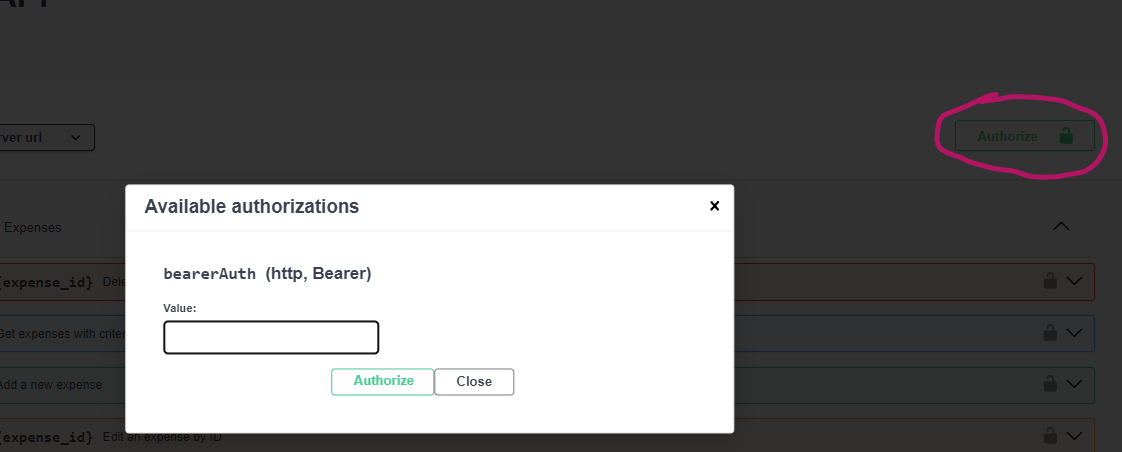 rver url
Authorize
Available authorizations
×
Expenses
bearerAuth (http, Bearer)
{expense_id} Dele
Value:
Get expenses with criter
Authorize
Close
Add a new expense
{expense_id} Edit an expense by ID